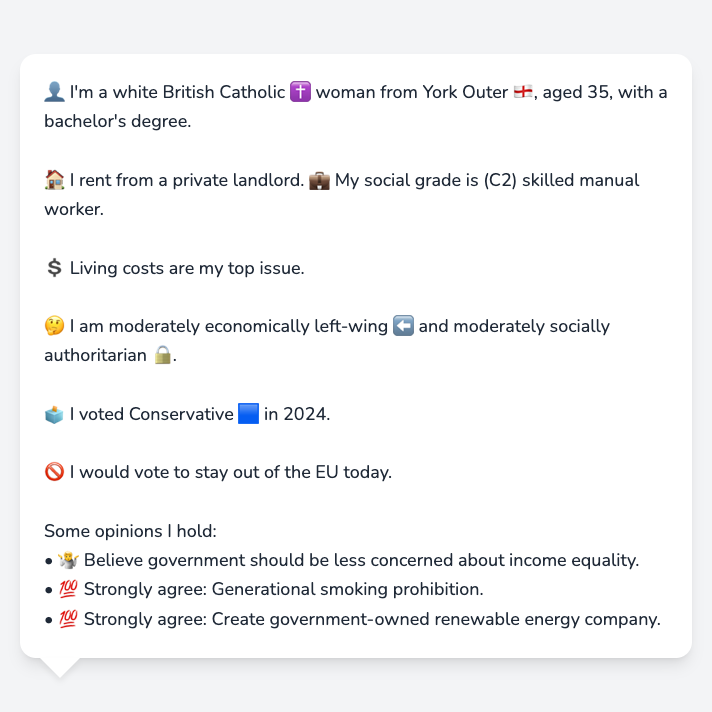 👤 I'm a white British Catholic ✝️ woman from York Outer 🏴󠁧󠁢󠁥󠁮󠁧󠁿, aged 35, with a
bachelor's degree.
🏠 I rent from a private landlord. 💼 My social grade is (C2) skilled manual
worker.
💲 Living costs are my top issue.
🤔 I am moderately economically left-wing ⬅️ and moderately socially
authoritarian 🔒.
🗳️ I voted Conservative 🟦 in 2024.
🚫 I would vote to stay out of the EU today.
Some opinions I hold:
• 🤷‍♀️ Believe government should be less concerned about income equality.
• 💯 Strongly agree: Generational smoking prohibition.
• 💯 Strongly agree: Create government-owned renewable energy company.